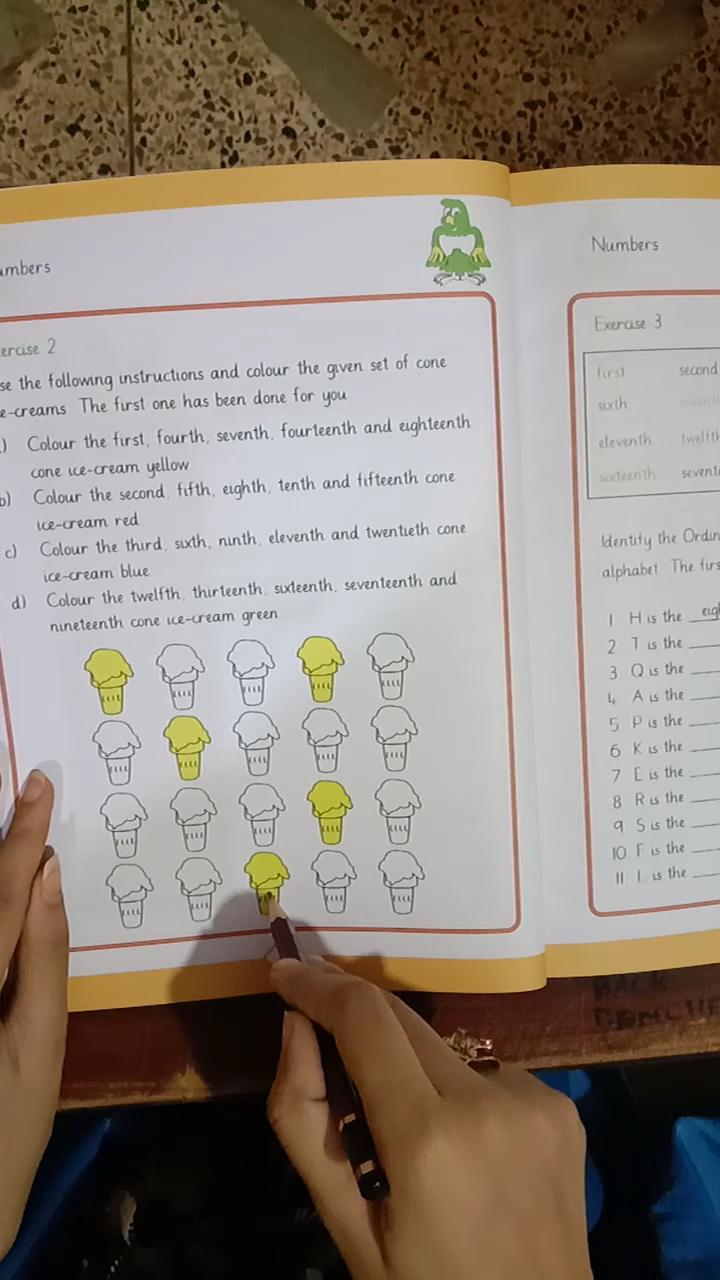 umbers
ercise 2
se the following instructions and colour the given set of cone
e-creams The first one has been done for you
) Colour the first, fourth, seventh, fourteenth and eighteenth
cone ice-cream yellow
b) Colour the second, fifth, eighth, tenth and fifteenth cone
ice-cream red
c) Colour the third, sixth, ninth, eleventh and twentieth cone
ice-cream blue
d) Colour the twelfth, thirteenth, sixteenth, seventeenth and
nineteenth cone ice-cream green
Numbers
Exercise 3
first second
sixth
eleventh twelfth
sixteenth sevent
Identify the Ordin
alphabet The firs
1 H is the eig
2 T is the
3 Q is the
4 A is the
5 P is the
6 K is the
7 E is the
8 R is the
9 S is the
10 F is the
11 L is the
BACK